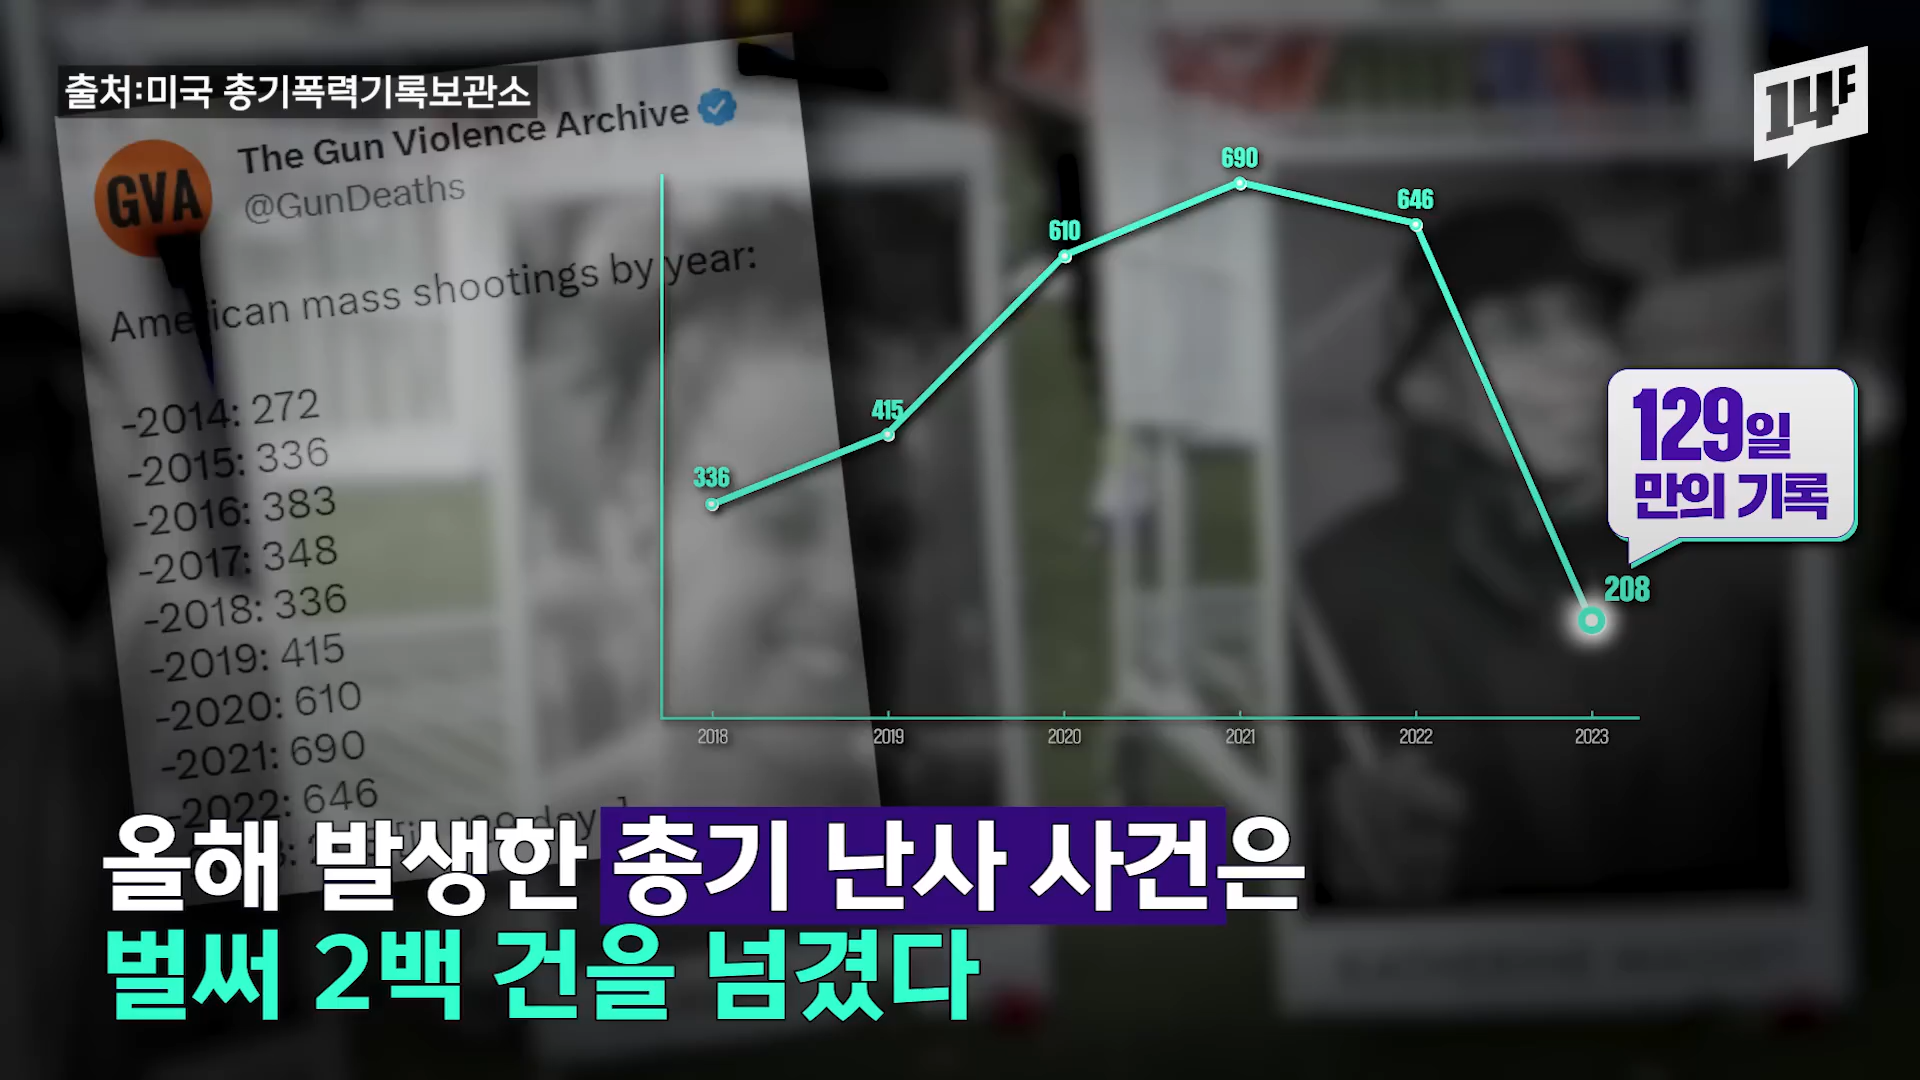 출처:미국 총기폭력기록보관소
14F
GVA
The Gun Violence Archive
@GunDeaths
American mass shootings by year:
-2014: 272
-2015: 336
-2016: 383
-2017: 348
-2018: 336
-2019: 415
-2020: 610
-2021: 690
-2022: 646
336
415
610
690
646
208
129일
만의 기록
2018 2019 2020 2021 2022 2023
올해 발생한 총기 난사 사건은
벌써 2백 건을 넘겼다